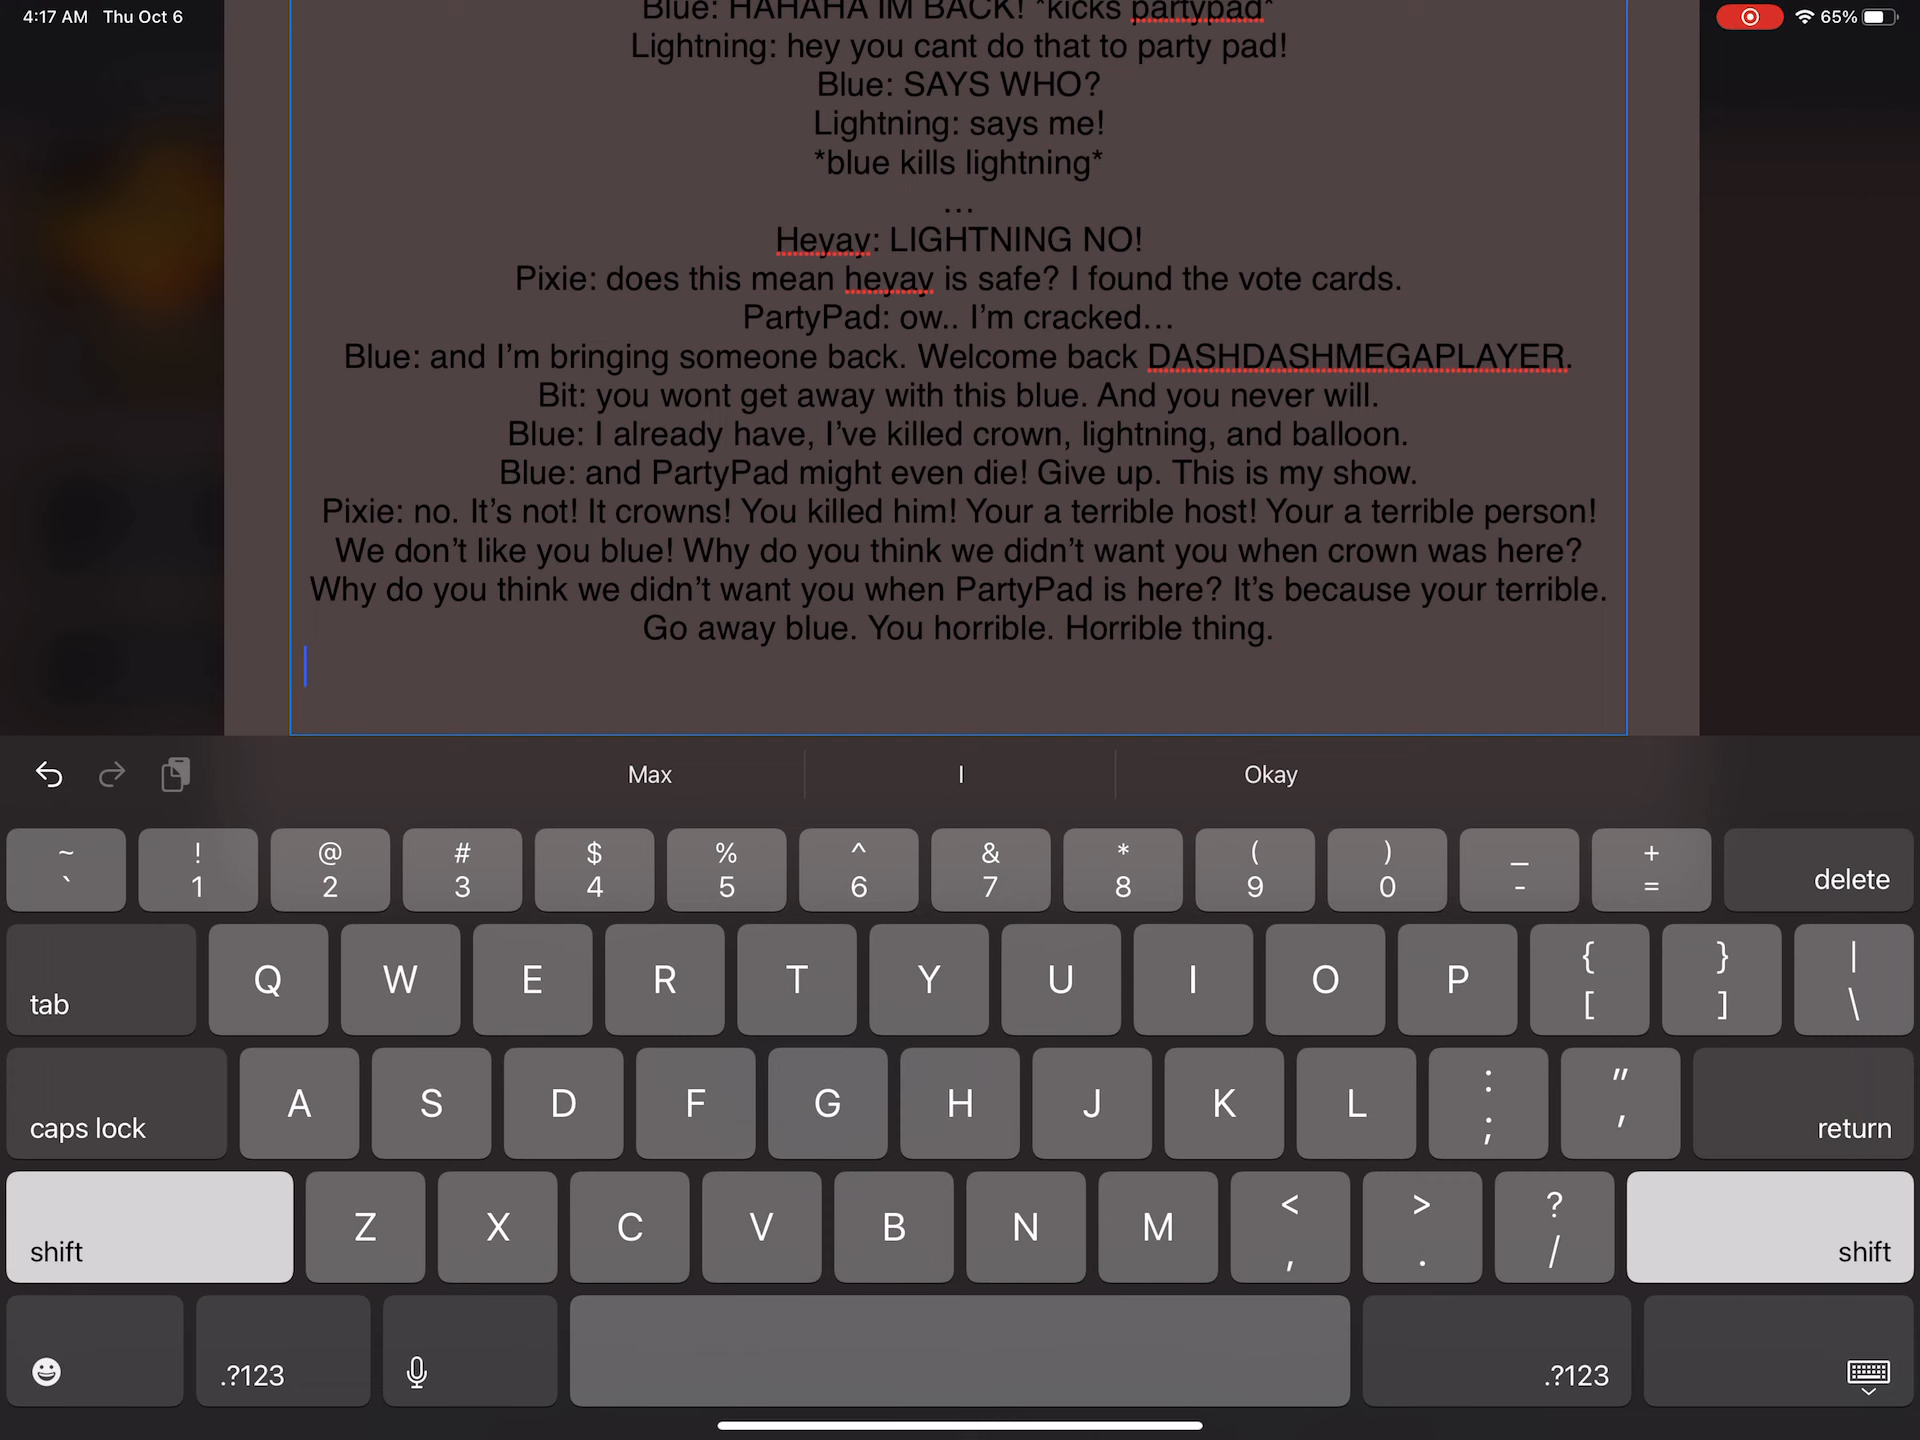 4:17 AM Thu Oct 6
65%
Blue: HAHAHA IM BACK! *kicks partypad*
Lightning: hey you cant do that to party pad!
Blue: SAYS WHO?
Lightning: says me!
*blue kills lightning*
…
Heyay: LIGHTNING NO!
Pixie: does this mean heyay is safe? I found the vote cards.
PartyPad: ow.. I’m cracked…
Blue: and I’m bringing someone back. Welcome back DASHDASHMEGAPLAYER.
Bit: you wont get away with this blue. And you never will.
Blue: I already have, I’ve killed crown, lightning, and balloon.
Blue: and PartyPad might even die! Give up. This is my show.
Pixie: no. It’s not! It crowns! You killed him! Your a terrible host! Your a terrible person!
We don’t like you blue! Why do you think we didn’t want you when crown was here?
Why do you think we didn’t want you when PartyPad is here? It’s because your terrible.
Go away blue. You horrible. Horrible thing.
Max I Okay
~ ! @ # $ % ^ & * ( ) _ +
` 1 2 3 4 5 6 7 8 9 0 - = delete
tab Q W E R T Y U I O P { [ } ] | \
caps lock A S D F G H J K L : ; " ' return
shift Z X C V B N M < , > . ? / shift
.?123 .?123